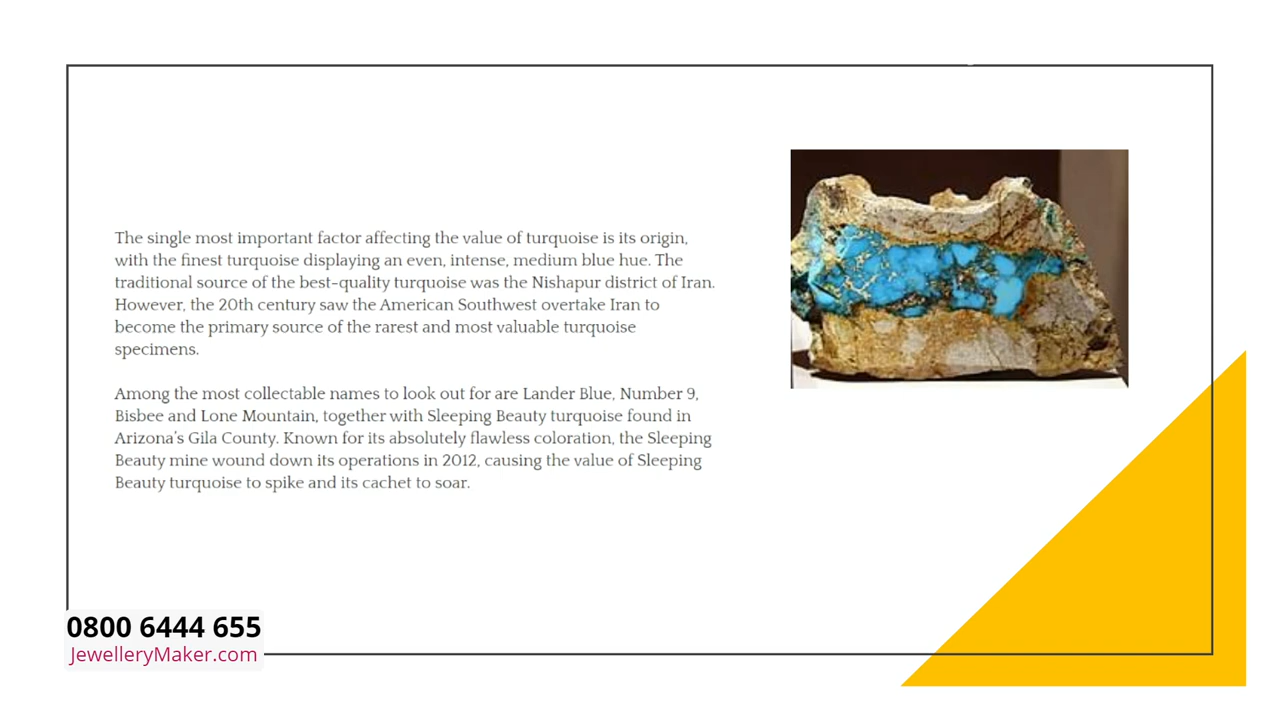 The single most important factor affecting the value of turquoise is its origin,
with the finest turquoise displaying an even, intense, medium blue hue. The
traditional source of the best-quality turquoise was the Nishapur district of Iran.
However, the 20th century saw the American Southwest overtake Iran to
become the primary source of the rarest and most valuable turquoise
specimens.
Among the most collectable names to look out for are Lander Blue, Number 9,
Bisbee and Lone Mountain, together with Sleeping Beauty turquoise found in
Arizona's Gila County. Known for its absolutely flawless coloration, the Sleeping
Beauty mine wound down its operations in 2012, causing the value of Sleeping
Beauty turquoise to spike and its cachet to soar.
0800 6444 655
JewelleryMaker.com